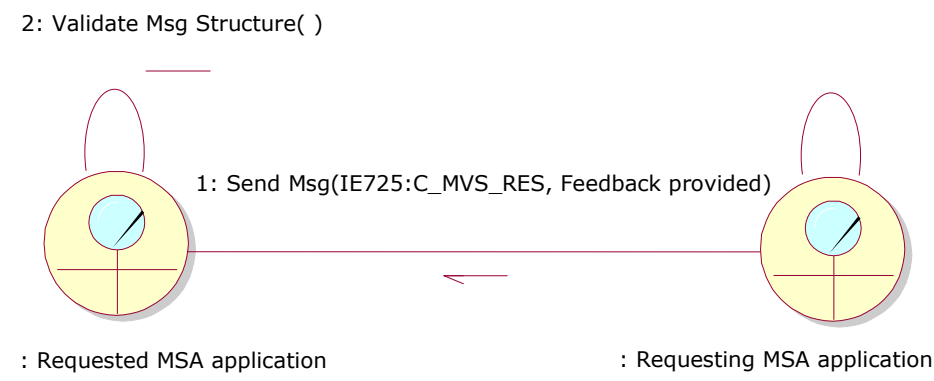 2: Validate Msg Structure( )
1: Send Msg(IE725:C_MVS_RES, Feedback provided)
: Requested MSA application
: Requesting MSA application